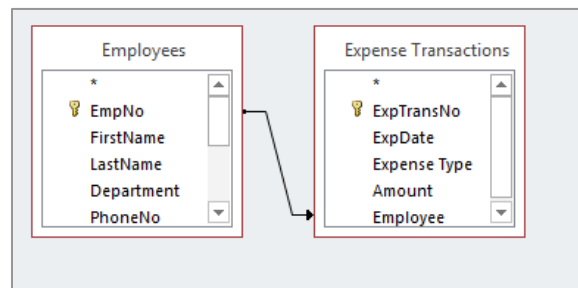 Employees
*
EmpNo
FirstName
LastName
Department
PhoneNo
Expense Transactions
*
ExpTransNo
ExpDate
Expense Type
Amount
Employee